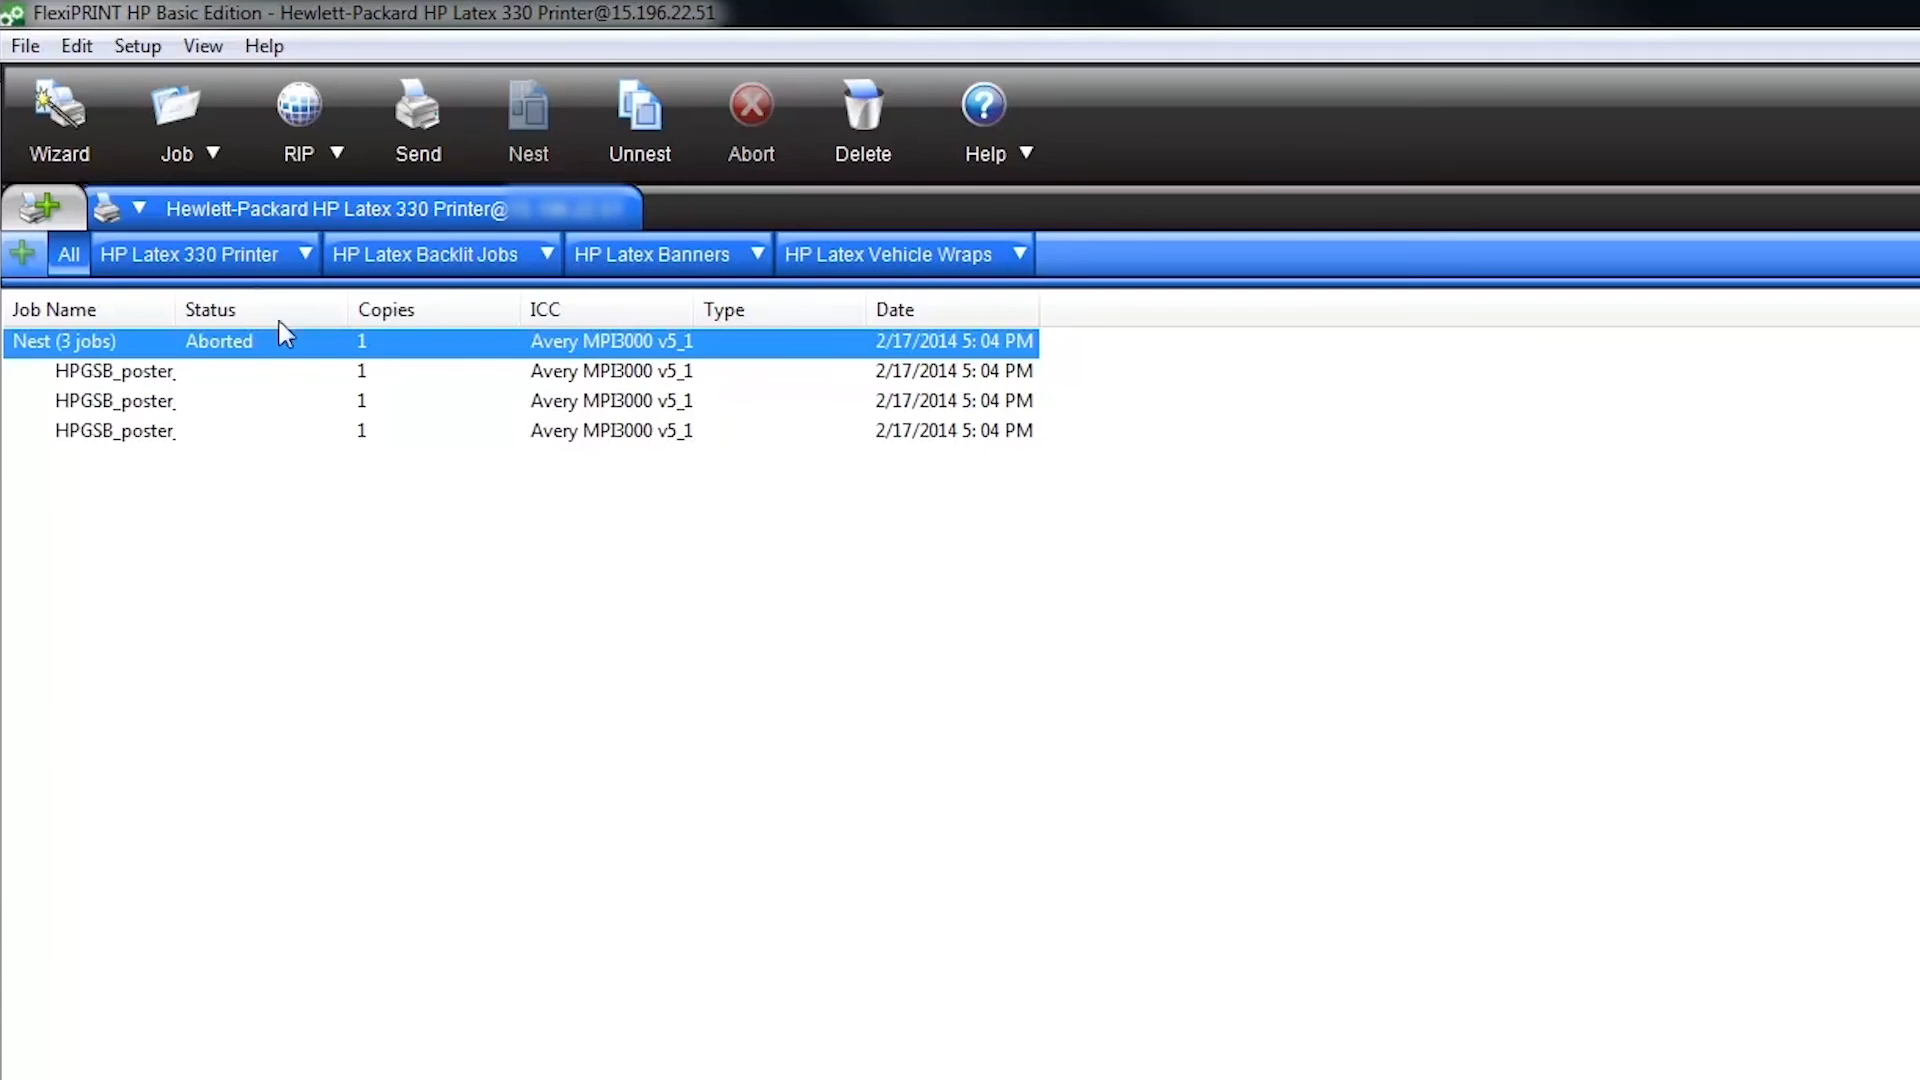 FlexiPRINT HP Basic Edition - Hewlett-Packard HP Latex 330 Printer@15.196.22.51
File Edit Setup View Help
Wizard Job RIP Send Nest Unnest Abort Delete Help
Hewlett-Packard HP Latex 330 Printer@
All HP Latex 330 Printer HP Latex Backlit Jobs HP Latex Banners HP Latex Vehicle Wraps
Job Name Status Copies ICC Type Date
Nest (3 jobs) Aborted 1 Avery MPI3000 v5_1 2/17/2014 5: 04 PM
HPGSB_poster_ 1 Avery MPI3000 v5_1 2/17/2014 5: 04 PM
HPGSB_poster_ 1 Avery MPI3000 v5_1 2/17/2014 5: 04 PM
HPGSB_poster_ 1 Avery MPI3000 v5_1 2/17/2014 5: 04 PM